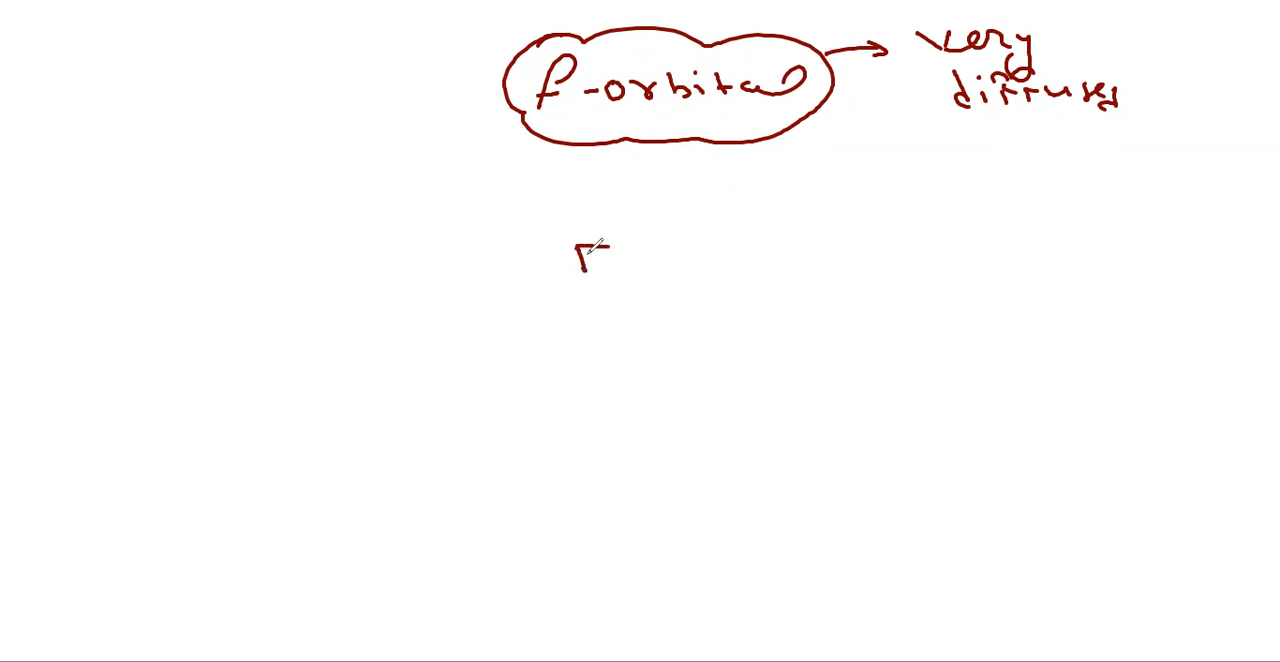 f-orbital → very
diffused